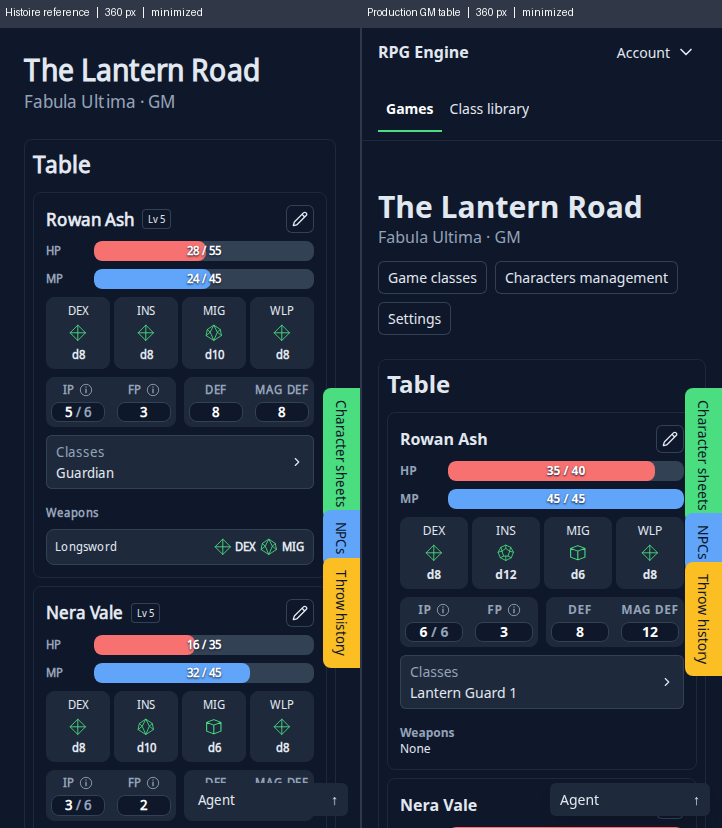 Histoire reference | 360 px | minimized
The Lantern Road
Fabula Ultima · GM
Table
Rowan Ash Lv 5
HP 28 / 55
MP 24 / 45
DEX INS MIG WLP
d8 d8 d10 d8
IP FP DEF MAG DEF
5 / 6 3 8 8
Classes
Guardian
Weapons
Longsword DEX MIG
Nera Vale Lv 5
HP 16 / 35
MP 32 / 45
DEX INS MIG WLP
d8 d10 d6 d8
IP FP DEF MAG DEF
3 / 6 2
Agent ↑
Character sheets
NPCs
Throw history
Production GM table | 360 px | minimized
RPG Engine Account
Games Class library
The Lantern Road
Fabula Ultima · GM
Game classes Characters management
Settings
Table
Rowan Ash
HP 35 / 40
MP 45 / 45
DEX INS MIG WLP
d8 d12 d6 d8
IP FP DEF MAG DEF
6 / 6 3 8 12
Classes
Lantern Guard 1
Weapons
None
Nera Vale
Agent ↑
Character sheets
NPCs
Throw history